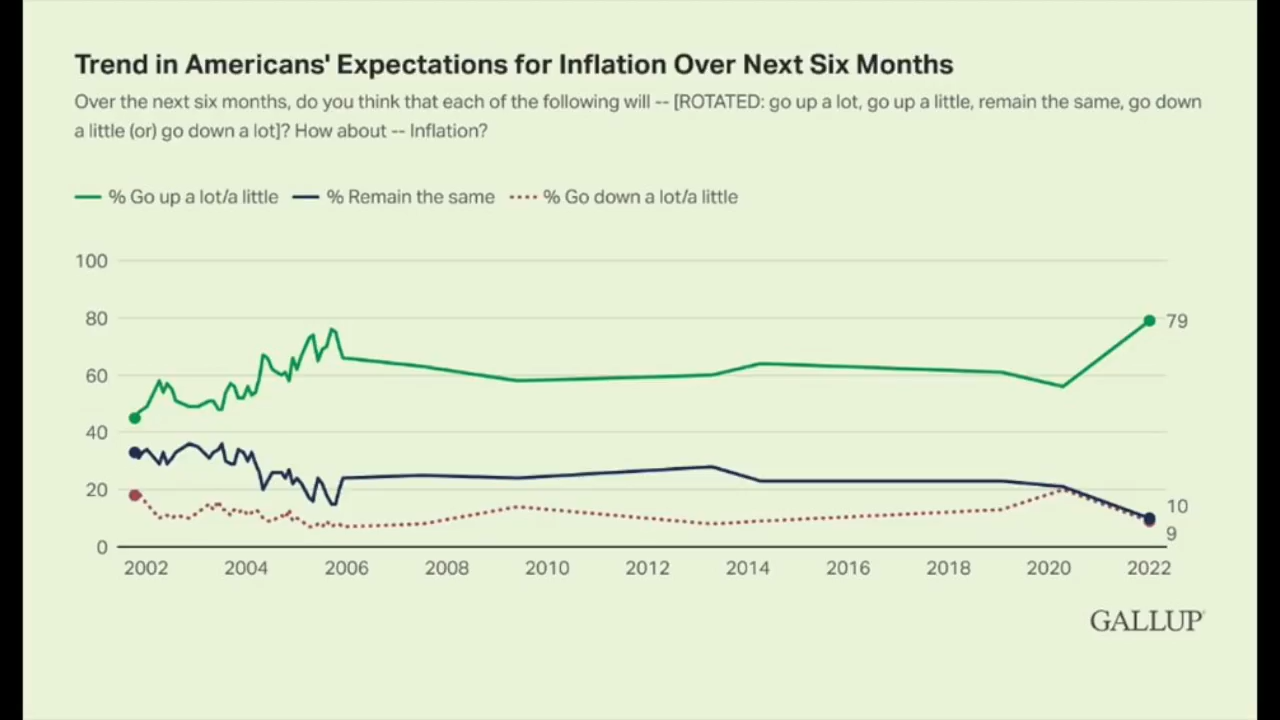 Trend in Americans' Expectations for Inflation Over Next Six Months
Over the next six months, do you think that each of the following will -- [ROTATED: go up a lot, go up a little, remain the same, go down
a little (or) go down a lot]? How about -- Inflation?
% Go up a lot/a little % Remain the same % Go down a lot/a little
100
80
79
60
40
20
10
9
0
2002 2004 2006 2008 2010 2012 2014 2016 2018 2020 2022
GALLUP